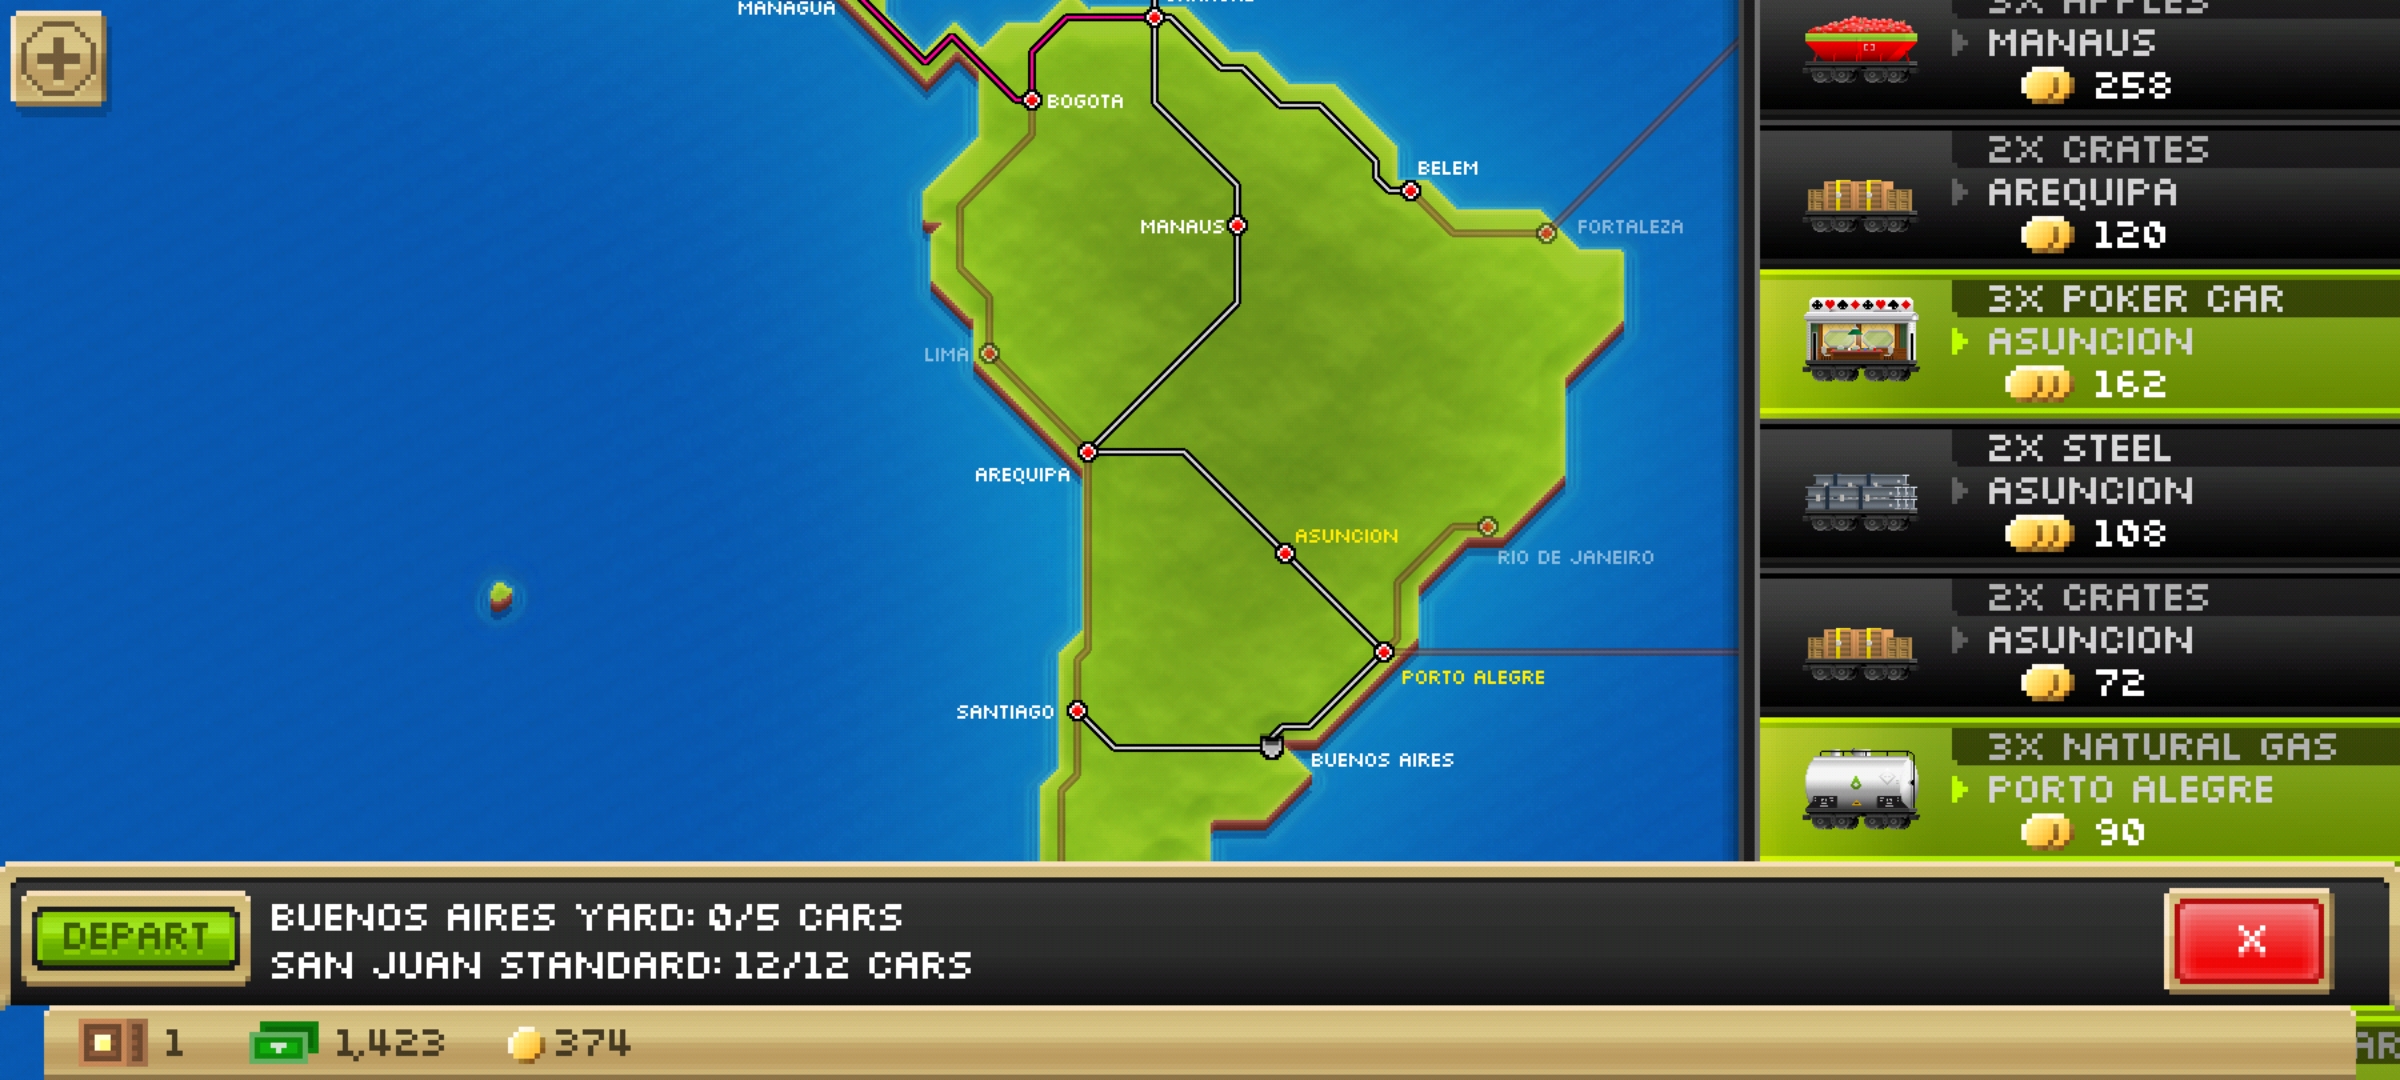 MANAGUA
BOGOTA
BELEM
MANAUS
FORTALEZA
LIMA
AREQUIPA
ASUNCION
RIO DE JANEIRO
PORTO ALEGRE
SANTIAGO
BUENOS AIRES
3X APPLES
MANAUS
258
2X CRATES
AREQUIPA
120
3X POKER CAR
ASUNCION
162
2X STEEL
ASUNCION
108
2X CRATES
ASUNCION
72
3X NATURAL GAS
PORTO ALEGRE
90
DEPART
BUENOS AIRES YARD: 0/5 CARS
SAN JUAN STANDARD: 12/12 CARS
X
1
1,423
374
AR